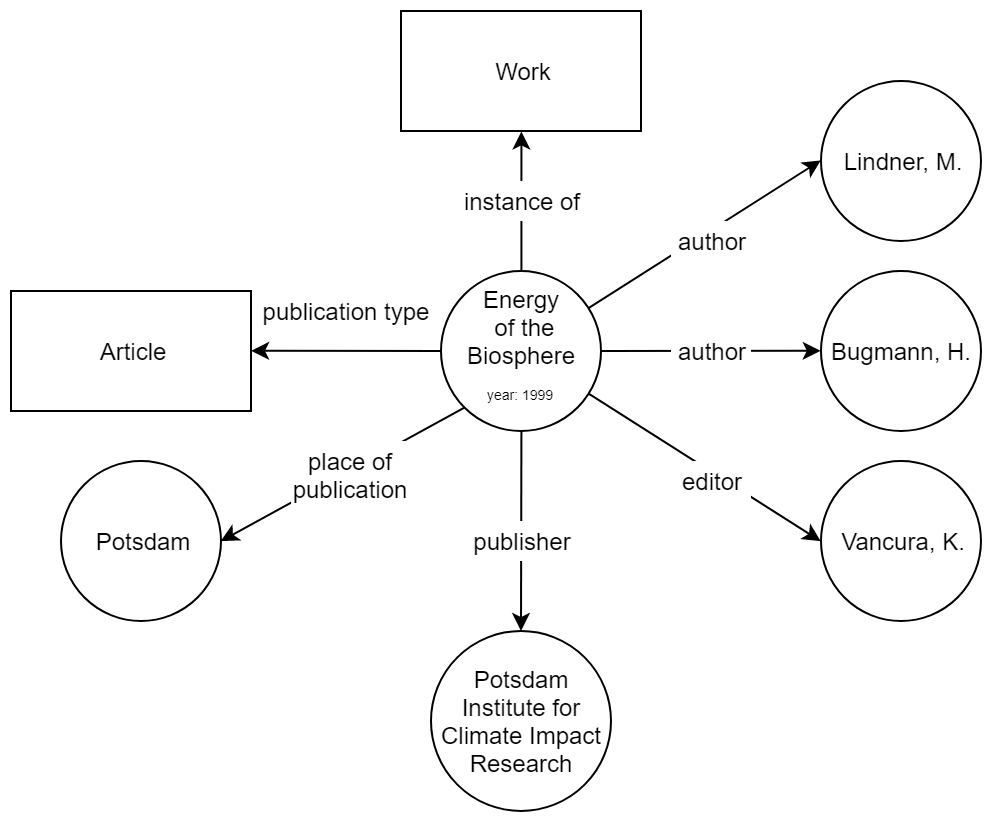 Work
Lindner, M.
instance of
author
Energy
of the
Biosphere
year: 1999
publication type
Article
author
Bugmann, H.
place of
publication
editor
Potsdam
publisher
Vancura, K.
Potsdam
Institute for
Climate Impact
Research